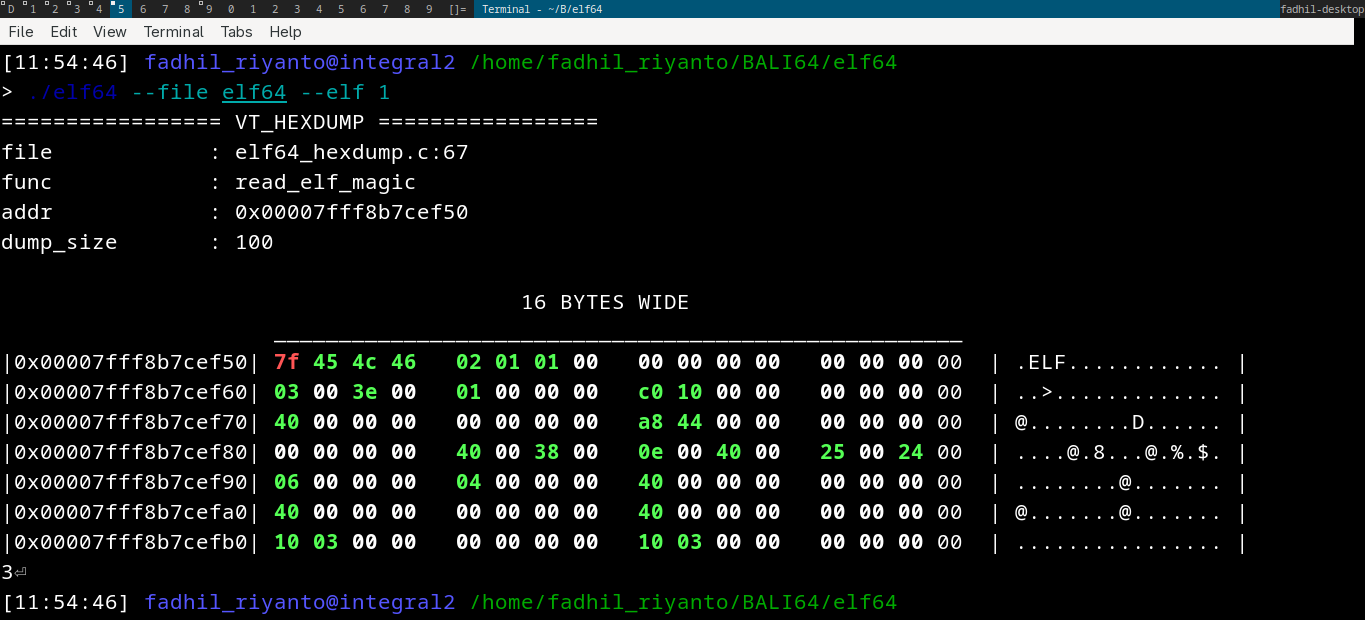 D 1 2 3 4 5 6 7 8 9 0 1 2 3 4 5 6 7 8 9 []= Terminal - ~/B/elf64 fadhil-desktop
File Edit View Terminal Tabs Help
[11:54:46] fadhil_riyanto@integral2 /home/fadhil_riyanto/BALI64/elf64
> ./elf64 --file elf64 --elf 1
================= VT_HEXDUMP =================
file : elf64_hexdump.c:67
func : read_elf_magic
addr : 0x00007fff8b7cef50
dump_size : 100
16 BYTES WIDE
|0x00007fff8b7cef50| 7f 45 4c 46 02 01 01 00 00 00 00 00 00 00 00 00 | .ELF............ |
|0x00007fff8b7cef60| 03 00 3e 00 01 00 00 00 c0 10 00 00 00 00 00 00 | ..>............. |
|0x00007fff8b7cef70| 40 00 00 00 00 00 00 00 a8 44 00 00 00 00 00 00 | @........D...... |
|0x00007fff8b7cef80| 00 00 00 00 40 00 38 00 0e 00 40 00 25 00 24 00 | ....@.8...@.%.$. |
|0x00007fff8b7cef90| 06 00 00 00 04 00 00 00 40 00 00 00 00 00 00 00 | ........@....... |
|0x00007fff8b7cefa0| 40 00 00 00 00 00 00 00 40 00 00 00 00 00 00 00 | @.......@....... |
|0x00007fff8b7cefb0| 10 03 00 00 00 00 00 00 10 03 00 00 00 00 00 00 | ................ |
3⏎
[11:54:46] fadhil_riyanto@integral2 /home/fadhil_riyanto/BALI64/elf64